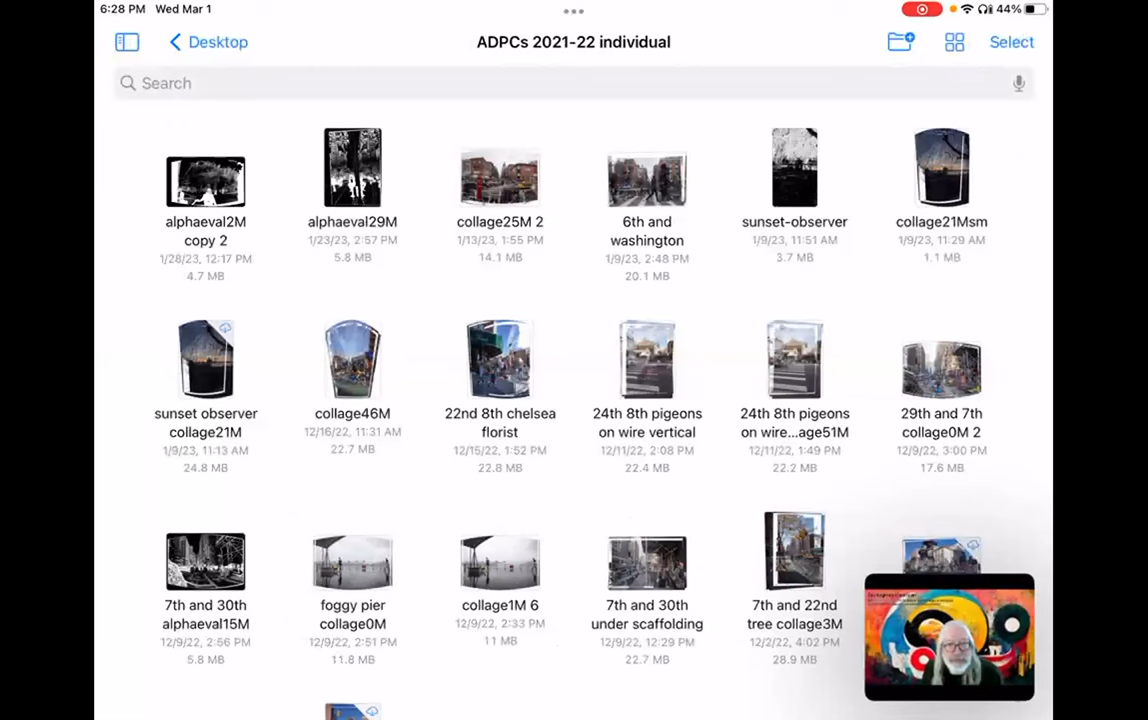 6:28 PM Wed Mar 1
44%
Desktop
ADPCs 2021-22 individual
Select
Search
alphaeval2M
copy 2
1/28/23, 12:17 PM
4.7 MB
alphaeval29M
1/23/23, 2:57 PM
5.8 MB
collage25M 2
1/13/23, 1:55 PM
14.1 MB
6th and
washington
1/9/23, 2:48 PM
20.1 MB
sunset-observer
1/9/23, 11:51 AM
3.7 MB
collage21Msm
1/9/23, 11:29 AM
1.1 MB
sunset observer
collage21M
1/9/23, 11:13 AM
24.8 MB
collage46M
12/16/22, 11:31 AM
22.7 MB
22nd 8th chelsea
florist
12/15/22, 1:52 PM
22.8 MB
24th 8th pigeons
on wire vertical
12/11/22, 2:08 PM
22.4 MB
24th 8th pigeons
on wire...age51M
12/11/22, 1:49 PM
22.2 MB
29th and 7th
collage0M 2
12/9/22, 3:00 PM
17.6 MB
7th and 30th
alphaeval15M
12/9/22, 2:56 PM
5.8 MB
foggy pier
collage0M
12/9/22, 2:51 PM
11.8 MB
collage1M 6
12/9/22, 2:33 PM
11 MB
7th and 30th
under scaffolding
12/9/22, 12:29 PM
22.7 MB
7th and 22nd
tree collage3M
12/2/22, 4:02 PM
28.9 MB